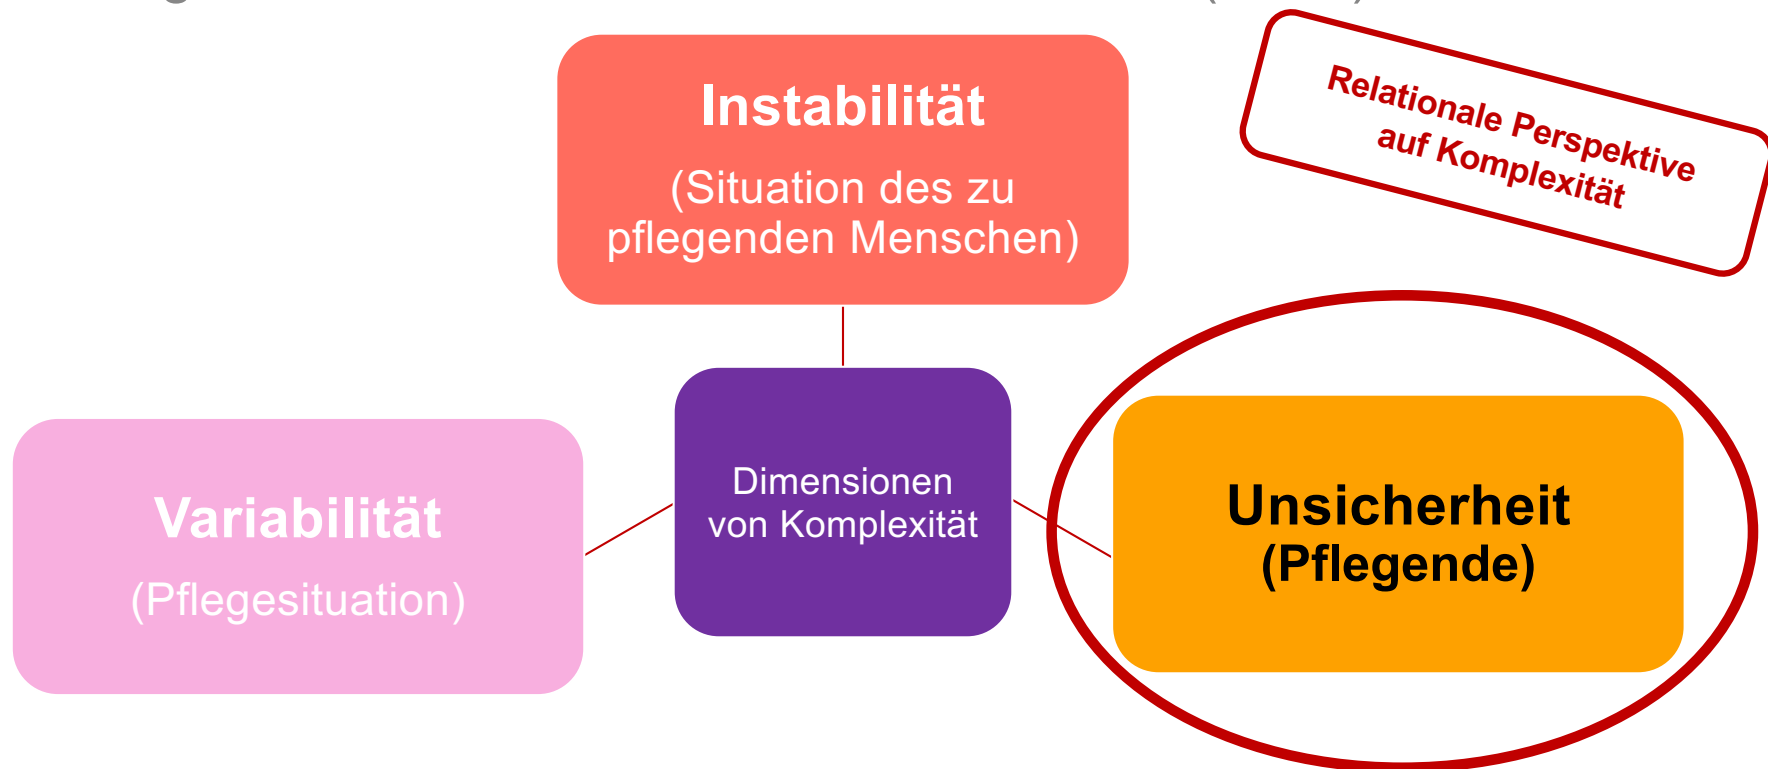 Instabilität
(Situation des zu
pflegenden Menschen)
Relationale Perspektive
auf Komplexität
Dimensionen
von Komplexität
Variabilität
(Pflegesituation)
Unsicherheit
(Pflegende)